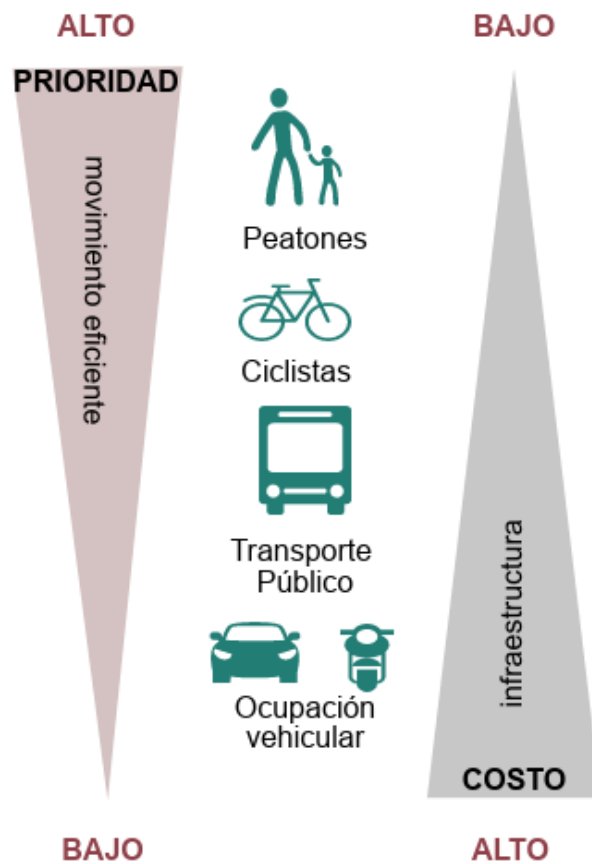 ALTO
BAJO
PRIORIDAD
movimiento eficiente
Peatones
Ciclistas
Transporte
Público
Ocupación
vehicular
infraestructura
COSTO
BAJO
ALTO